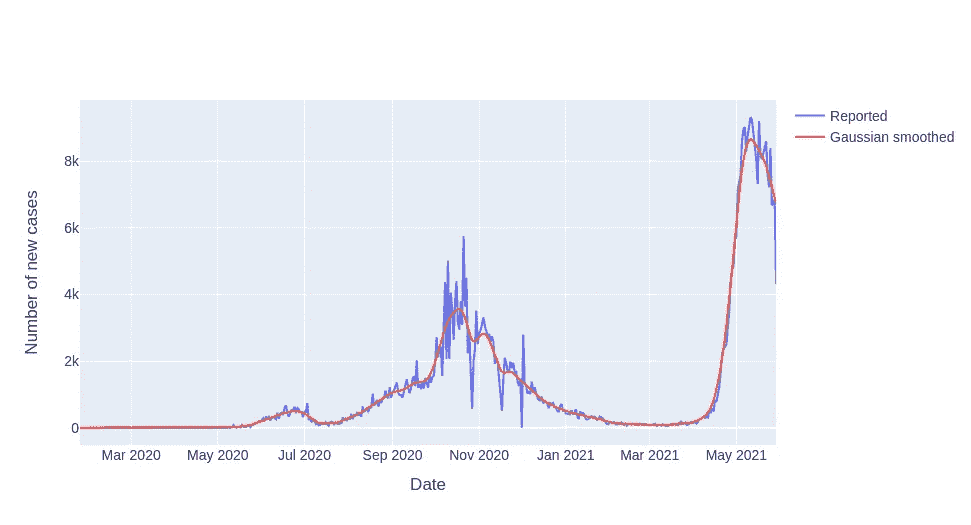 Reported
Gaussian smoothed
8k
6k
4k
2k
0
Number of new cases
Mar 2020
May 2020
Jul 2020
Sep 2020
Nov 2020
Jan 2021
Mar 2021
May 2021
Date